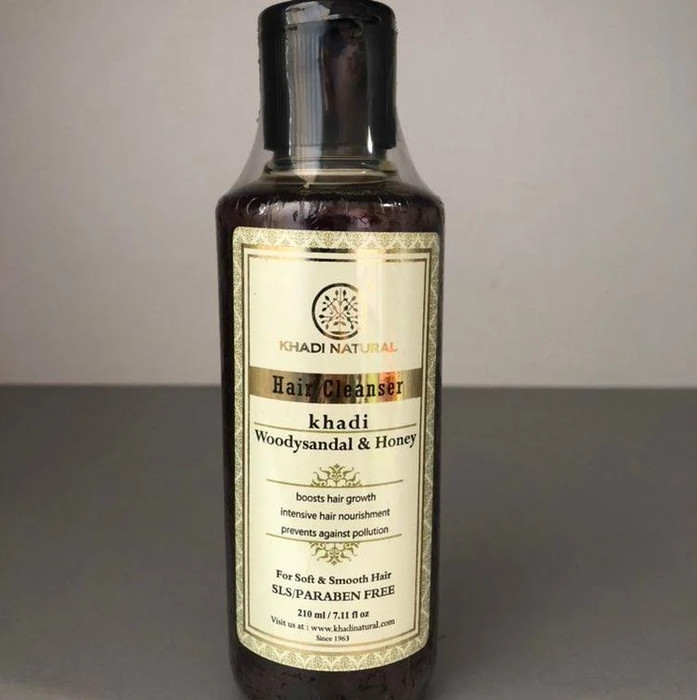 KHADI NATURAL
Hair Cleanser
khadi
Woodysandal & Honey
boosts hair growth
intensive hair nourishment
prevents against pollution
For Soft & Smooth Hair
SLS/PARABEN FREE
210 ml / 7.11 fl oz
Visit us at : www.khadinatural.com
Since 1963